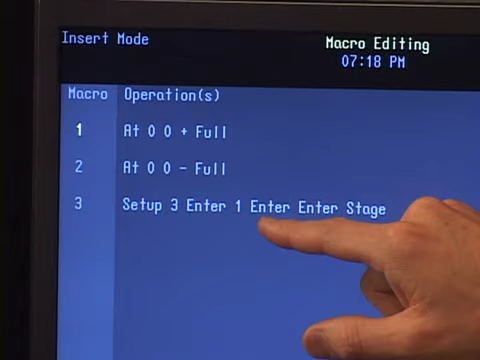 Insert Mode
Macro Editing
07:18 PM
Macro Operation(s)
1 At 0 0 + Full
2 At 0 0 - Full
3 Setup 3 Enter 1 Enter Enter Stage